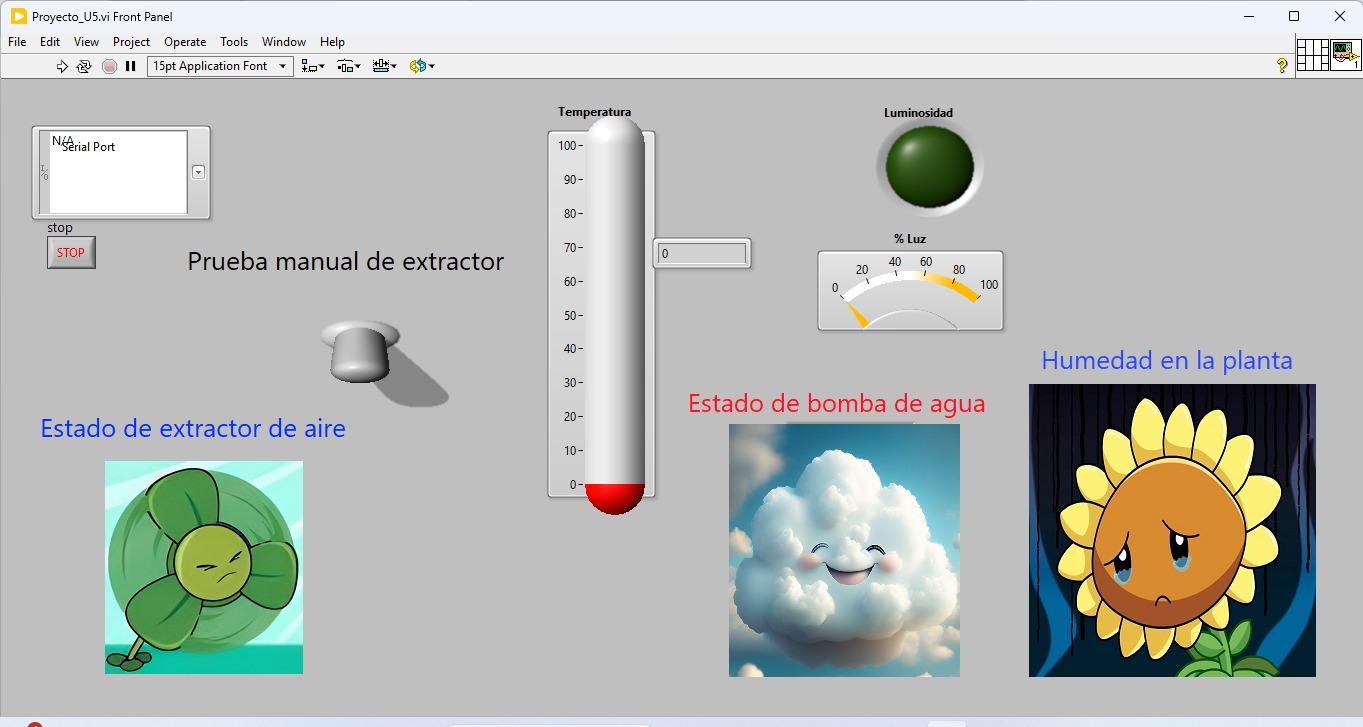 Proyecto_U5.vi Front Panel
File Edit View Project Operate Tools Window Help
15pt Application Font
?
1
N/A
Serial Port
I/O
stop
STOP
Prueba manual de extractor
Estado de extractor de aire
Temperatura
100
90
80
70
60
50
40
30
20
10
0
0
Luminosidad
% Luz
0 20 40 60 80 100
Estado de bomba de agua
Humedad en la planta